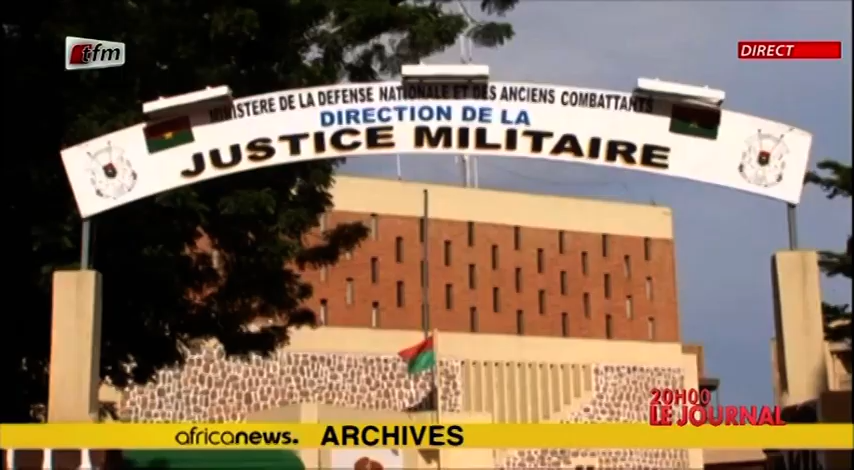 tfm
DIRECT
MINISTERE DE LA DEFENSE NATIONALE ET DES ANCIENS COMBATTANTS
DIRECTION DE LA
JUSTICE MILITAIRE
20H00
LE JOURNAL
africanews. ARCHIVES